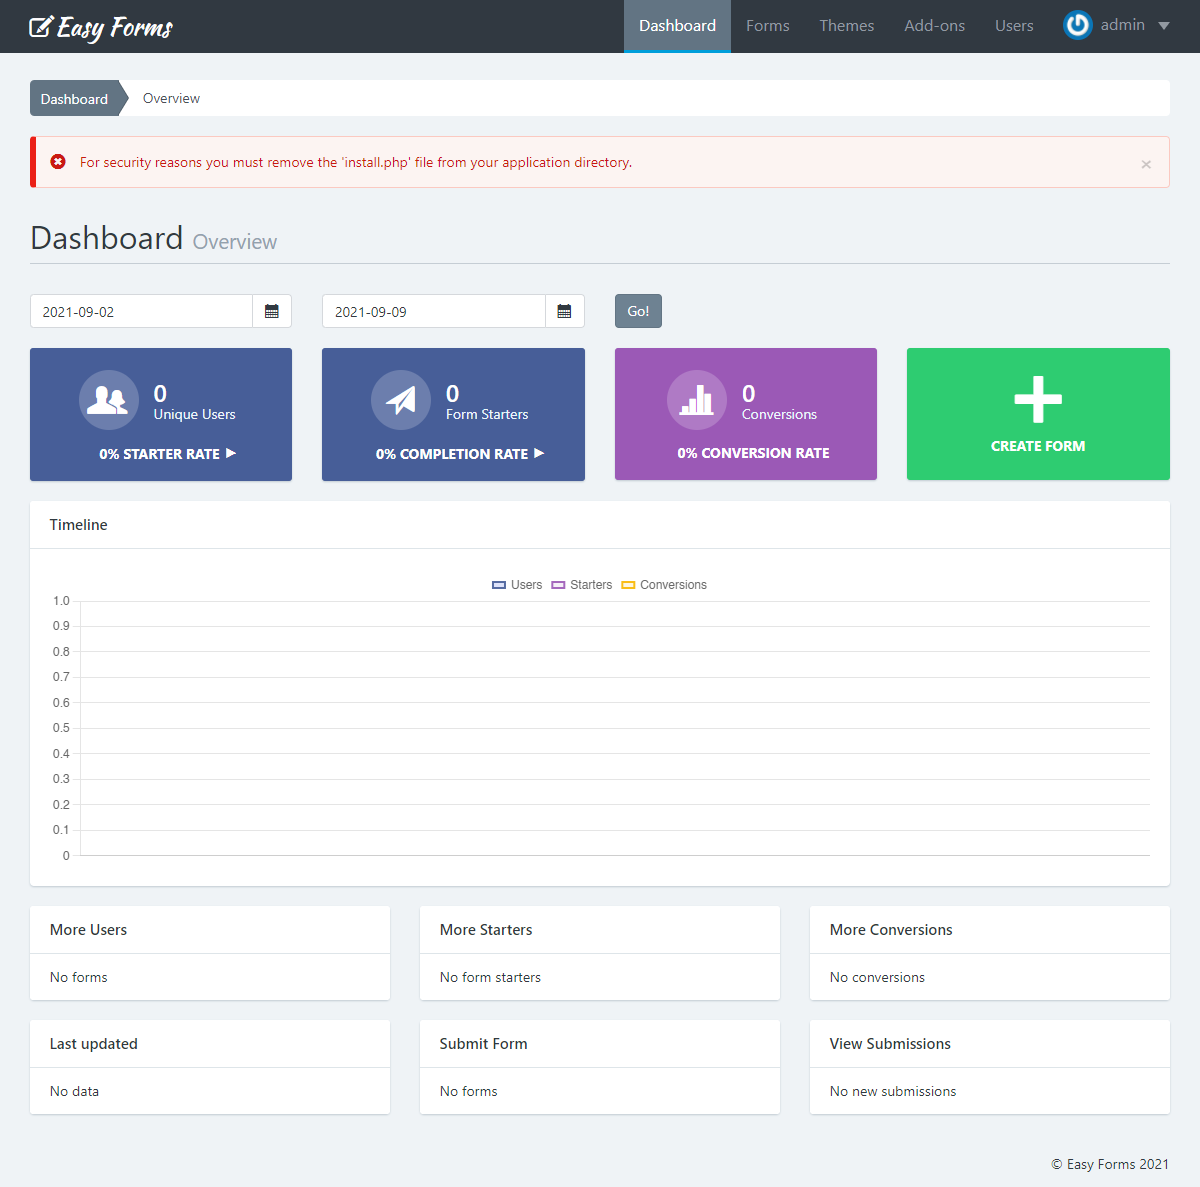 Easy Forms
Dashboard Forms Themes Add-ons Users admin
Dashboard Overview
For security reasons you must remove the 'install.php' file from your application directory. ×
Dashboard Overview
2021-09-02 2021-09-09 Go!
0
Unique Users
0% STARTER RATE
0
Form Starters
0% COMPLETION RATE
0
Conversions
0% CONVERSION RATE
CREATE FORM
Timeline
Users Starters Conversions
1.0
0.9
0.8
0.7
0.6
0.5
0.4
0.3
0.2
0.1
0
More Users
No forms
More Starters
No form starters
More Conversions
No conversions
Last updated
No data
Submit Form
No forms
View Submissions
No new submissions
© Easy Forms 2021